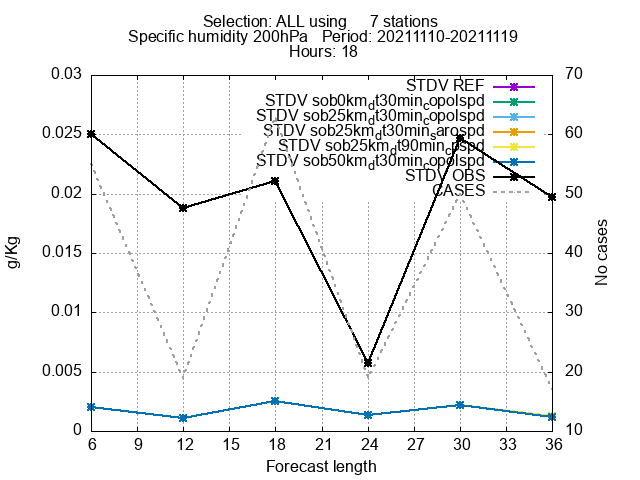 Selection: ALL using 7 stations
Specific humidity 200hPa Period: 20211110-20211119
Hours: 18
0.03
0.025
0.02
0.015
0.01
0.005
0
g/Kg
STDV REF
STDV sob0km_dt30min_copolspd
STDV sob25km_dt30min_copolspd
STDV sob25km_dt30min_sarospd
STDV sob25km_dt90min_cpspd
STDV sob50km_dt30min_copolspd
STDV OBS
CASES
70
60
50
40
30
20
10
No cases
6 9 12 15 18 21 24 27 30 33 36
Forecast length